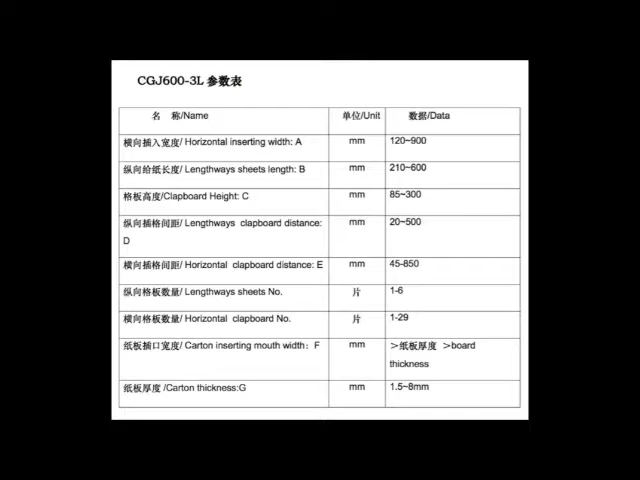 CGJ600-3L 参数表
名 称/Name 单位/Unit 数据/Data
横向插入宽度/ Horizontal inserting width: A mm 120~900
纵向给纸长度/ Lengthways sheets length: B mm 210~600
格板高度/Clapboard Height: C mm 85~300
纵向插格间距/ Lengthways clapboard distance: D mm 20~500
横向插格间距/ Horizontal clapboard distance: E mm 45-850
纵向格板数量/ Lengthways sheets No. 片 1-6
横向格板数量/ Horizontal clapboard No. 片 1-29
纸板插口宽度/ Carton inserting mouth width：F mm ＞纸板厚度 ＞board thickness
纸板厚度 /Carton thickness:G mm 1.5~8mm